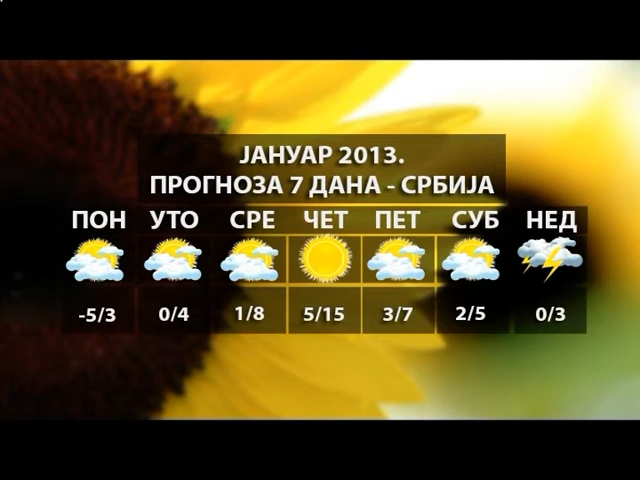 ЈАНУАР 2013.
ПРОГНОЗА 7 ДАНА - СРБИЈА
ПОН УТО СРЕ ЧЕТ ПЕТ СУБ НЕД
-5/3 0/4 1/8 5/15 3/7 2/5 0/3